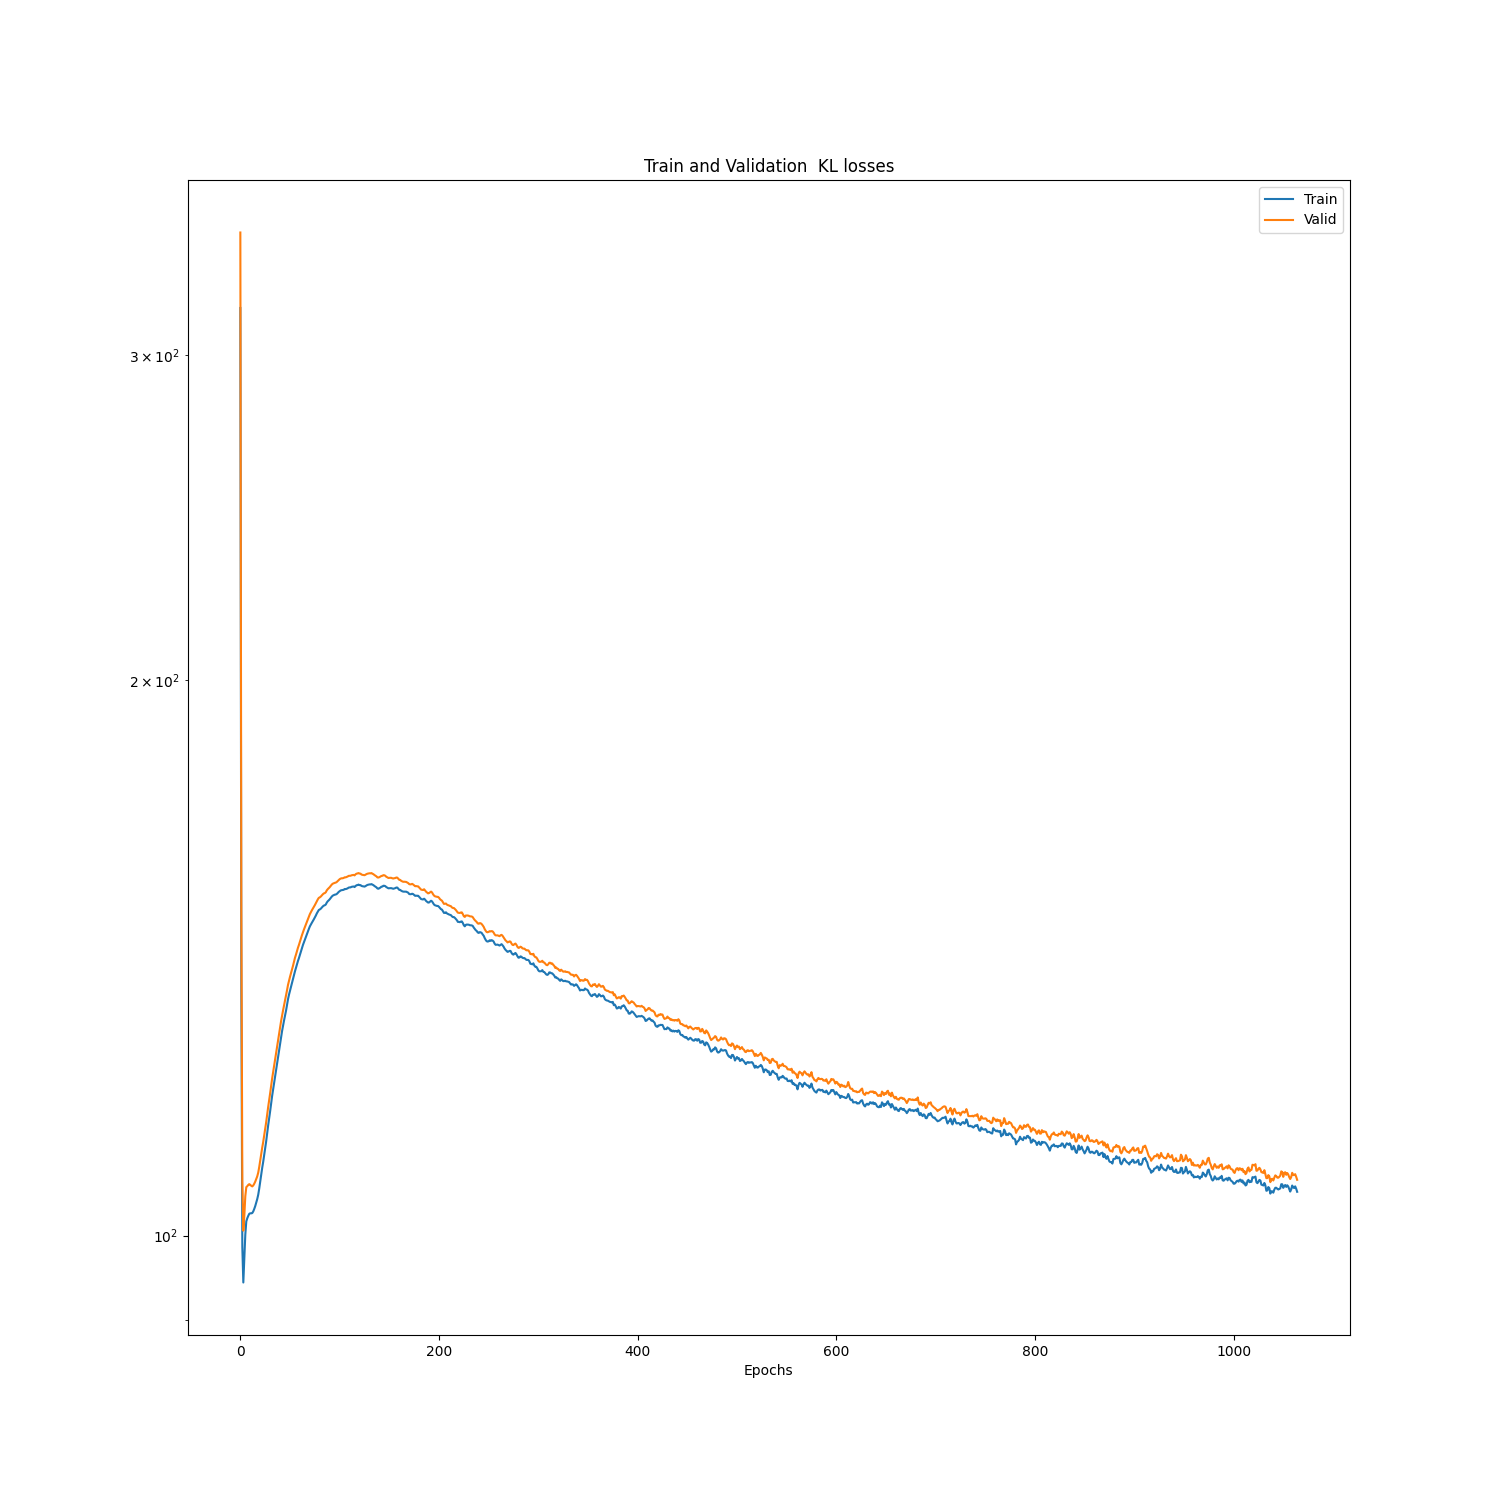 Train and Validation  KL losses
Train
Valid
3 × 10²
2 × 10²
10²
0 200 400 600 800 1000
Epochs